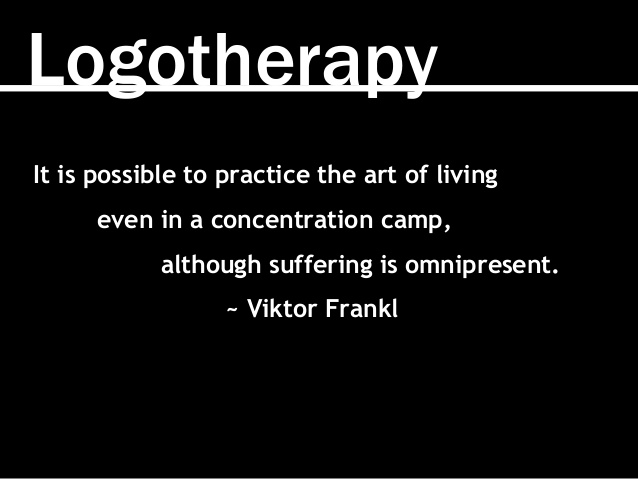 Logotherapy
It is possible to practice the art of living
even in a concentration camp,
although suffering is omnipresent.
~ Viktor Frankl